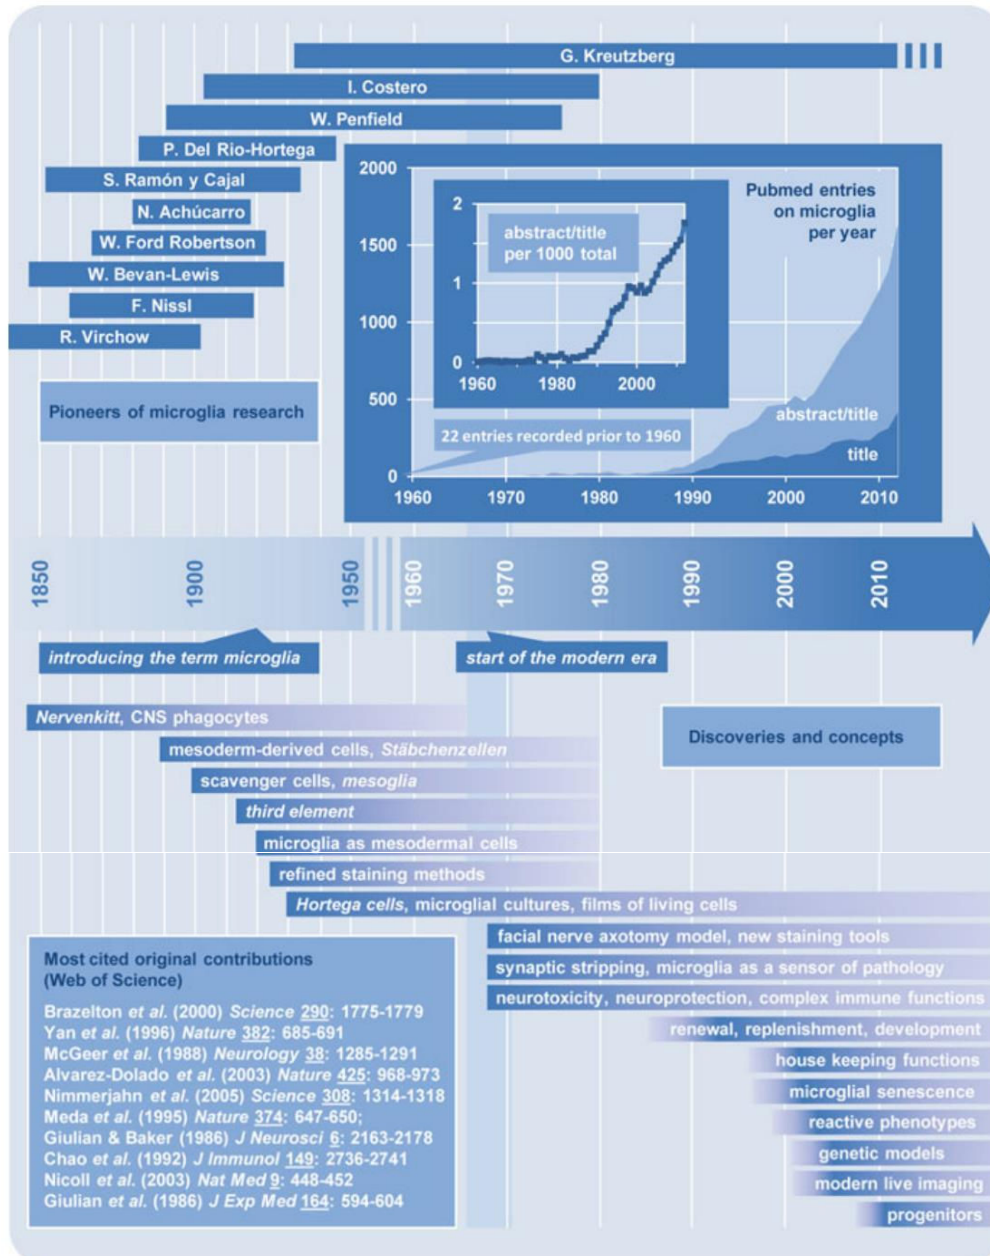 G. Kreutzberg
I. Costero
W. Penfield
P. Del Rio-Hortega
S. Ramón y Cajal
N. Achúcarro
W. Ford Robertson
W. Bevan-Lewis
F. Nissl
R. Virchow
Pioneers of microglia research
2000
1500
1000
500
0
Pubmed entries
on microglia
per year
2
1
0
abstract/title
per 1000 total
1960 1980 2000
22 entries recorded prior to 1960
abstract/title
title
1960 1970 1980 1990 2000 2010
1850 1900 1950 1960 1970 1980 1990 2000 2010
introducing the term microglia
start of the modern era
Nervenkitt, CNS phagocytes
Discoveries and concepts
mesoderm-derived cells, Stäbchenzellen
scavenger cells, mesoglia
third element
microglia as mesodermal cells
refined staining methods
Hortega cells, microglial cultures, films of living cells
facial nerve axotomy model, new staining tools
synaptic stripping, microglia as a sensor of pathology
neurotoxicity, neuroprotection, complex immune functions
renewal, replenishment, development
house keeping functions
microglial senescence
reactive phenotypes
genetic models
modern live imaging
progenitors
Most cited original contributions
(Web of Science)
Brazelton et al. (2000) Science 290: 1775-1779
Yan et al. (1996) Nature 382: 685-691
McGeer et al. (1988) Neurology 38: 1285-1291
Alvarez-Dolado et al. (2003) Nature 425: 968-973
Nimmerjahn et al. (2005) Science 308: 1314-1318
Meda et al. (1995) Nature 374: 647-650;
Giulian & Baker (1986) J Neurosci 6: 2163-2178
Chao et al. (1992) J Immunol 149: 2736-2741
Nicoll et al. (2003) Nat Med 9: 448-452
Giulian et al. (1986) J Exp Med 164: 594-604